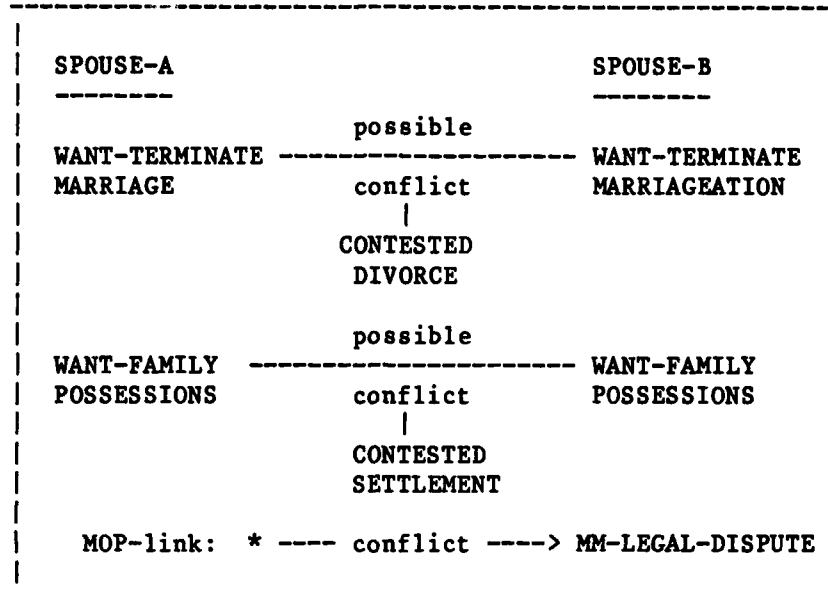 SPOUSE-A SPOUSE-B
possible
WANT-TERMINATE -------------------- WANT-TERMINATE
MARRIAGE conflict MARRIAGEATION
|
CONTESTED
DIVORCE
possible
WANT-FAMILY ---------------------- WANT-FAMILY
POSSESSIONS conflict POSSESSIONS
|
CONTESTED
SETTLEMENT
MOP-link: * ---- conflict ----> MM-LEGAL-DISPUTE